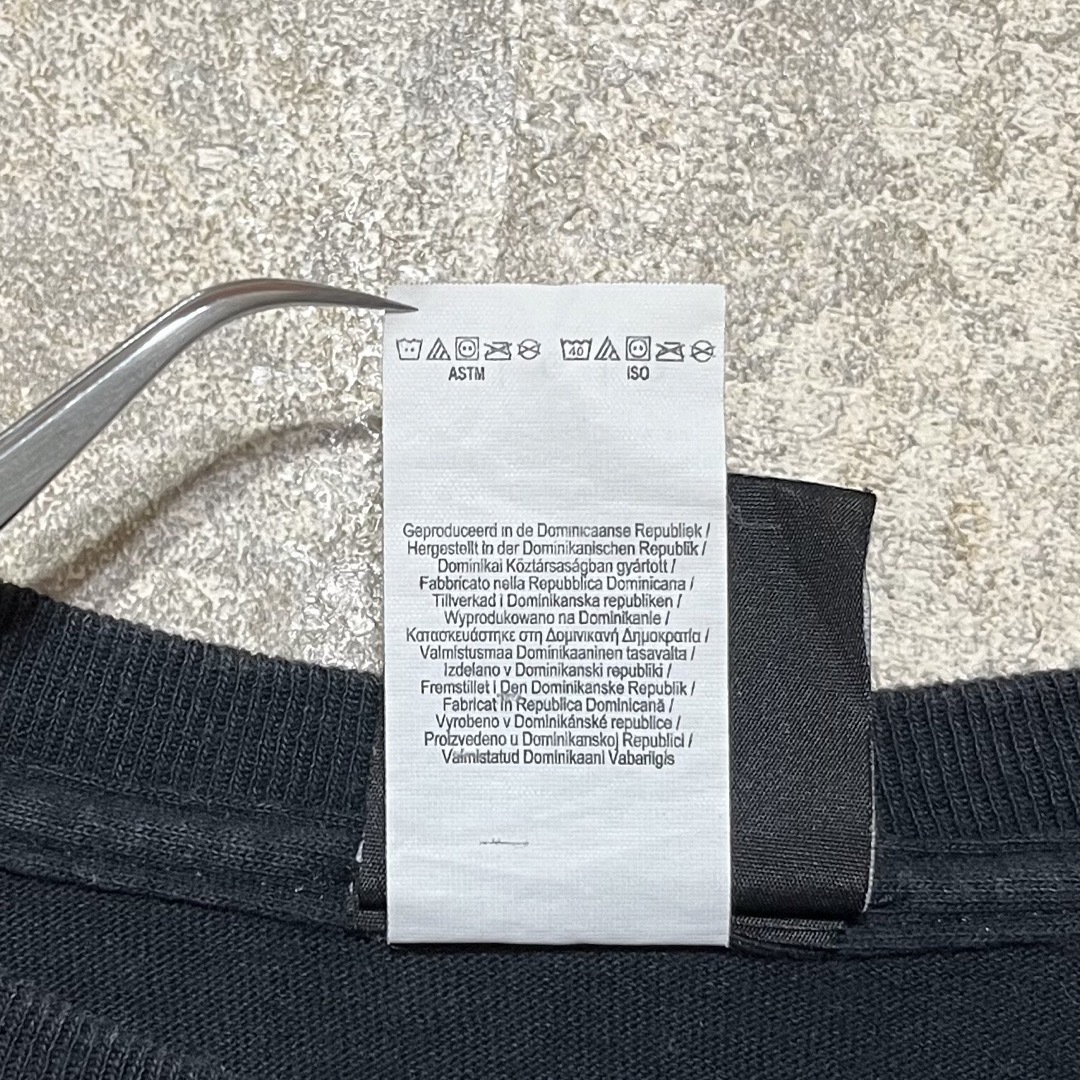 40
ASTM ISO
Geproduceerd in de Dominicaanse Republiek /
Hergestellt in der Dominikanischen Republik /
Dominikai Köztársaságban gyártott /
Fabbricato nella Repubblica Dominicana /
Tillverkad i Dominikanska republiken /
Wyprodukowano na Dominikanie /
Κατασκευάστηκε στη Δομινικανή Δημοκρατία /
Valmistusmaa Dominikaaninen tasavalta /
Izdelano v Dominikanski republiki /
Fremstillet i Den Dominikanske Republik /
Fabricat în Republica Dominicană /
Vyrobeno v Dominikánské republice /
Proizvedeno u Dominikanskoj Republici /
Valmistatud Dominikaani Vabariigis